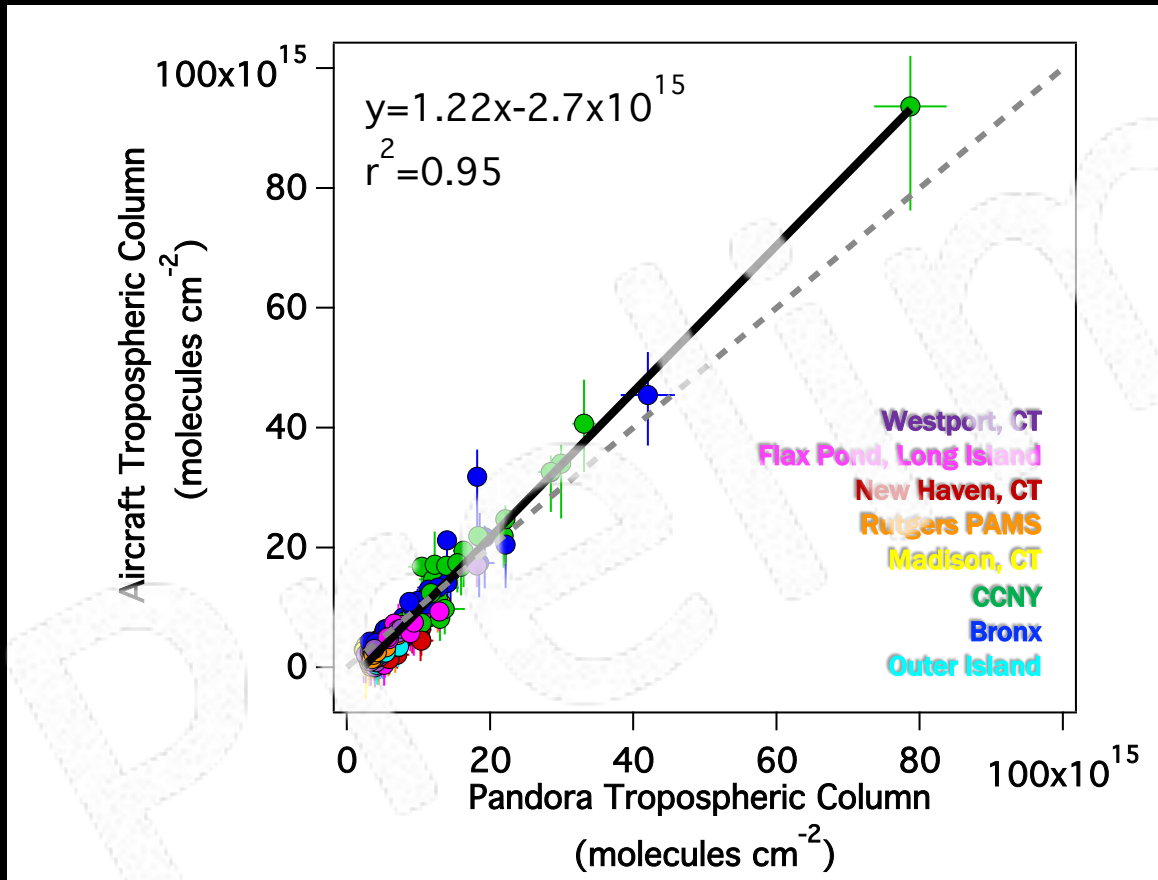 100x10^15
y=1.22x-2.7x10^15
r^2=0.95
80
60
40
20
0
Aircraft Tropospheric Column
(molecules cm^-2)
Westport, CT
Flax Pond, Long Island
New Haven, CT
Rutgers PAMS
Madison, CT
CCNY
Bronx
Outer Island
0 20 40 60 80 100x10^15
Pandora Tropospheric Column
(molecules cm^-2)